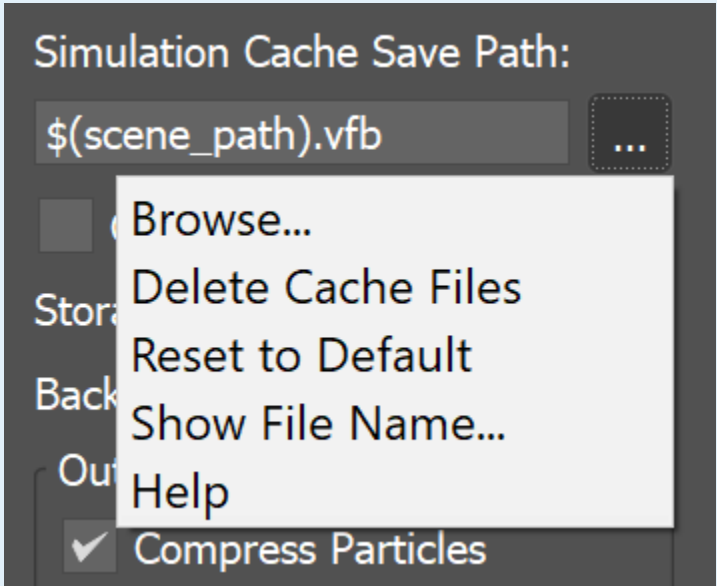 Simulation Cache Save Path:
$(scene_path).vfb
...
Browse...
Delete Cache Files
Reset to Default
Show File Name...
Help
Compress Particles